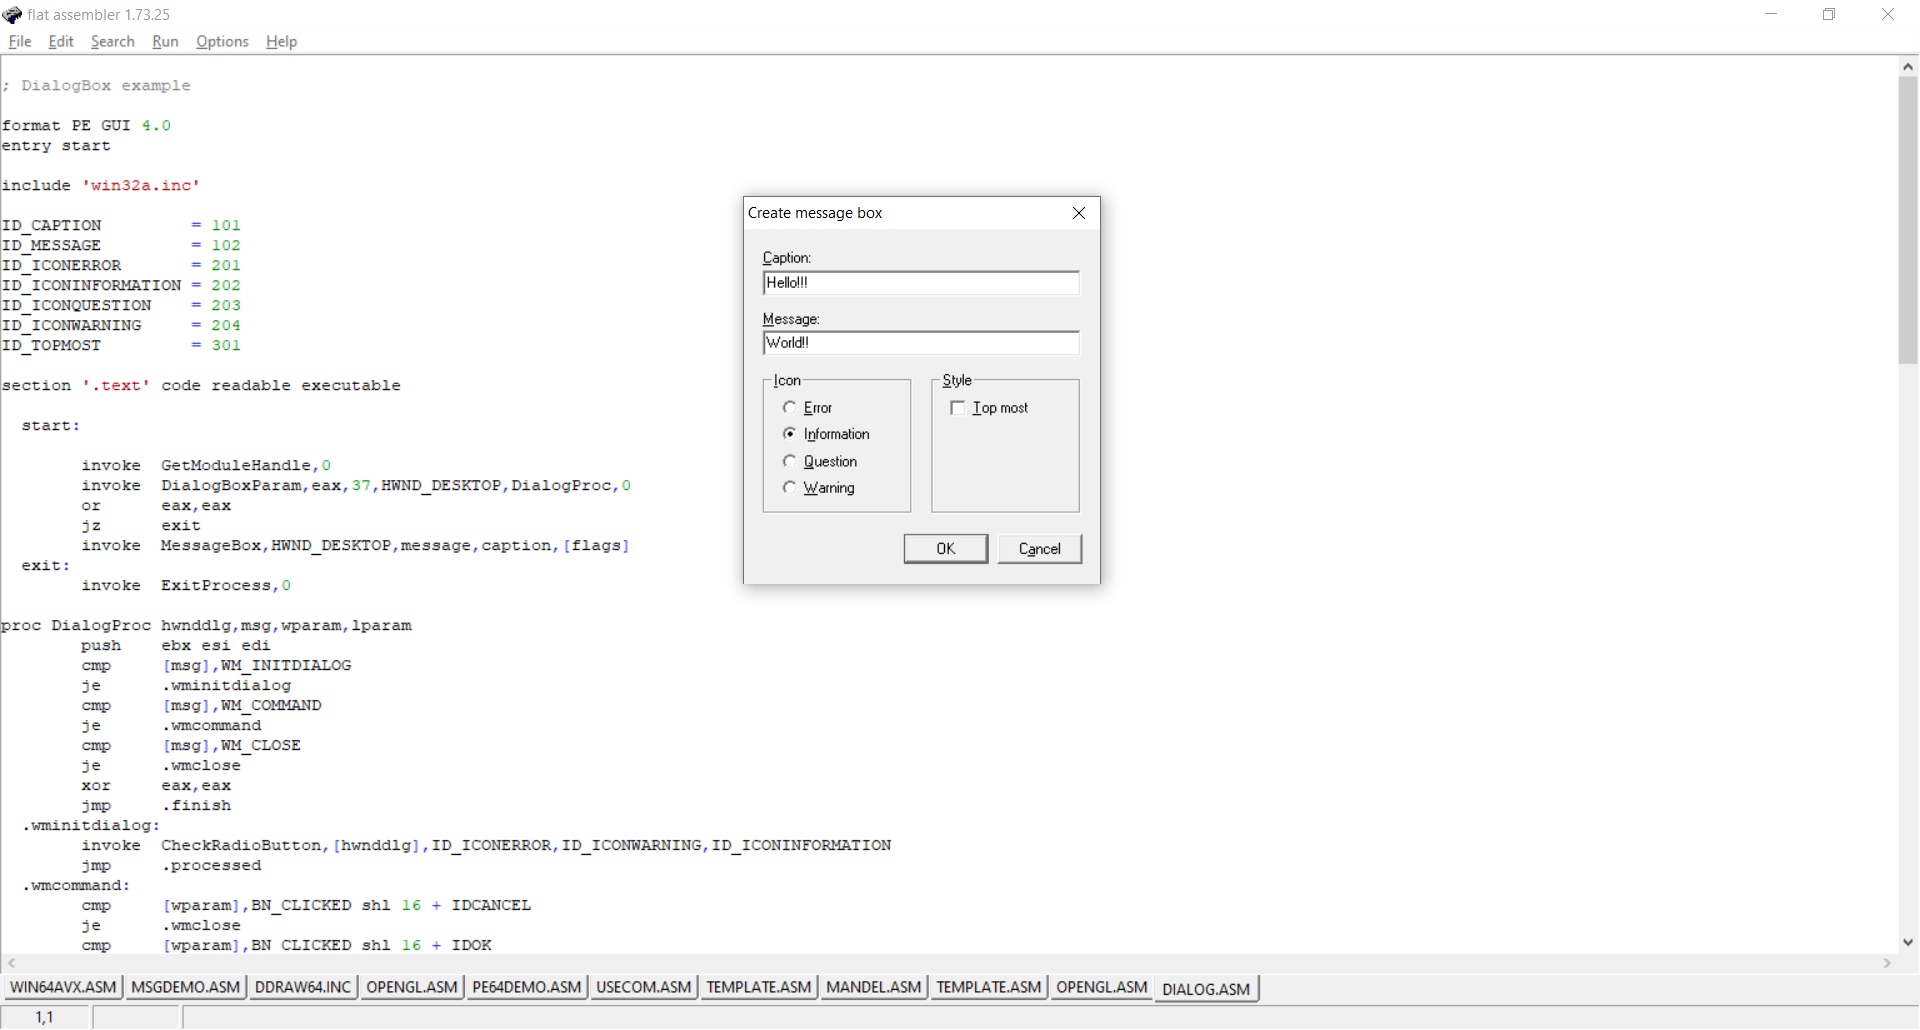 flat assembler 1.73.25
File Edit Search Run Options Help
; DialogBox example
format PE GUI 4.0
entry start
include 'win32a.inc'
ID_CAPTION = 101
ID_MESSAGE = 102
ID_ICONERROR = 201
ID_ICONINFORMATION = 202
ID_ICONQUESTION = 203
ID_ICONWARNING = 204
ID_TOPMOST = 301
section '.text' code readable executable
start:
invoke GetModuleHandle,0
invoke DialogBoxParam,eax,37,HWND_DESKTOP,DialogProc,0
or eax,eax
jz exit
invoke MessageBox,HWND_DESKTOP,message,caption,[flags]
exit:
invoke ExitProcess,0
proc DialogProc hwnddlg,msg,wparam,lparam
push ebx esi edi
cmp [msg],WM_INITDIALOG
je .wminitdialog
cmp [msg],WM_COMMAND
je .wmcommand
cmp [msg],WM_CLOSE
je .wmclose
xor eax,eax
jmp .finish
.wminitdialog:
invoke CheckRadioButton,[hwnddlg],ID_ICONERROR,ID_ICONWARNING,ID_ICONINFORMATION
jmp .processed
.wmcommand:
cmp [wparam],BN_CLICKED shl 16 + IDCANCEL
je .wmclose
cmp [wparam],BN_CLICKED shl 16 + IDOK
Create message box
Caption:
Hello!!!
Message:
World!!
Icon
Error
Information
Question
Warning
Style
Top most
OK Cancel
WIN64AVX.ASM MSGDEMO.ASM DDRAW64.INC OPENGL.ASM PE64DEMO.ASM USECOM.ASM TEMPLATE.ASM MANDEL.ASM TEMPLATE.ASM OPENGL.ASM DIALOG.ASM
1,1